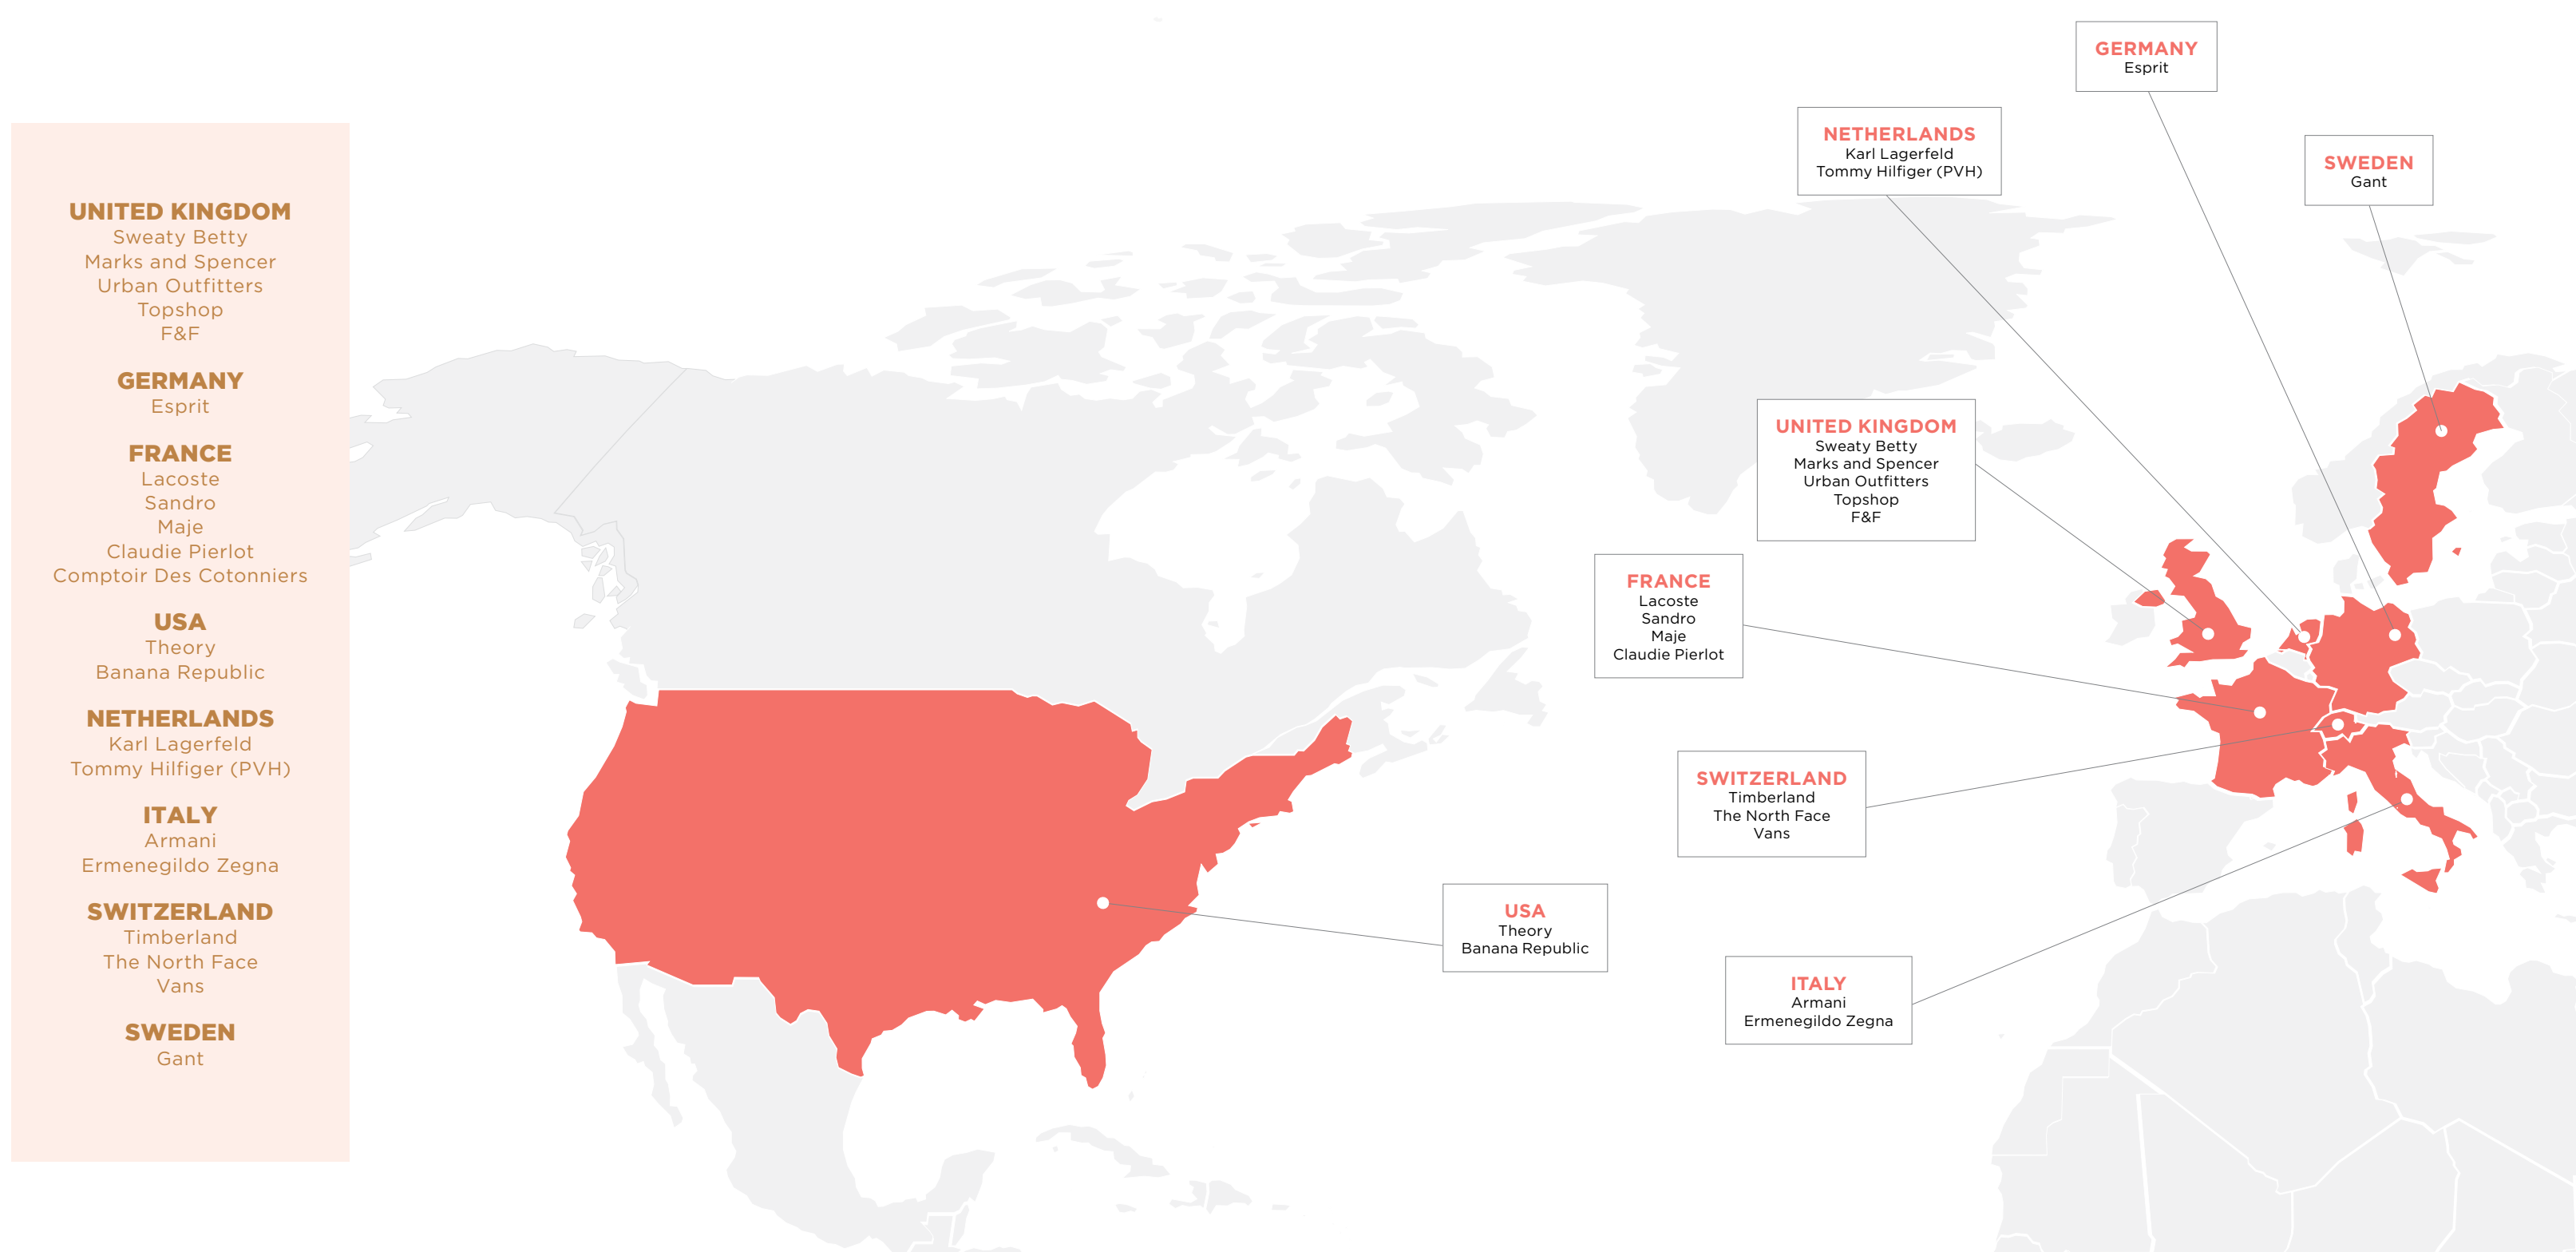 UNITED KINGDOM
Sweaty Betty
Marks and Spencer
Urban Outfitters
Topshop
F&F
GERMANY
Esprit
FRANCE
Lacoste
Sandro
Maje
Claudie Pierlot
Comptoir Des Cotonniers
USA
Theory
Banana Republic
NETHERLANDS
Karl Lagerfeld
Tommy Hilfiger (PVH)
ITALY
Armani
Ermenegildo Zegna
SWITZERLAND
Timberland
The North Face
Vans
SWEDEN
Gant
GERMANY
Esprit
NETHERLANDS
Karl Lagerfeld
Tommy Hilfiger (PVH)
SWEDEN
Gant
UNITED KINGDOM
Sweaty Betty
Marks and Spencer
Urban Outfitters
Topshop
F&F
FRANCE
Lacoste
Sandro
Maje
Claudie Pierlot
SWITZERLAND
Timberland
The North Face
Vans
USA
Theory
Banana Republic
ITALY
Armani
Ermenegildo Zegna